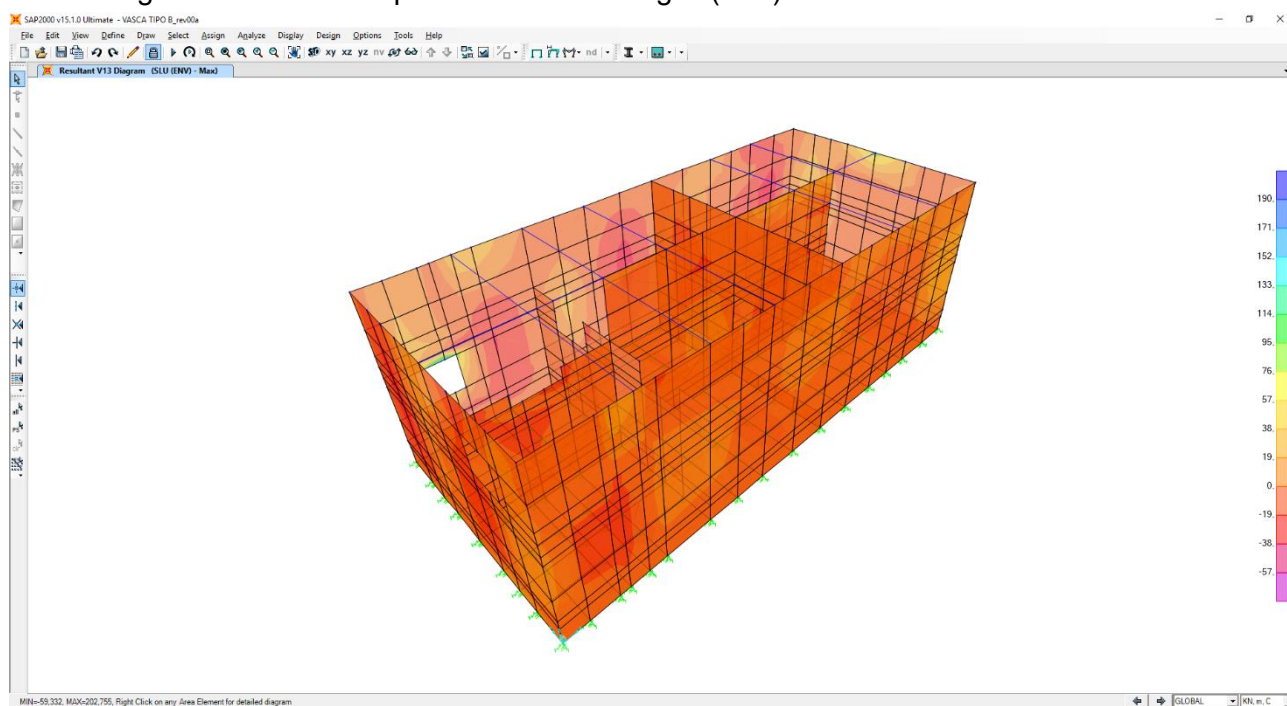 SAP2000 v15.1.0 Ultimate - VASCA TIPO B_rev00a
File Edit View Define Draw Select Assign Analyze Display Design Options Tools Help
xy xz yz nv nd
Resultant V13 Diagram (SLU (ENV) - Max)
190.
171.
152.
133.
114.
95.
76.
57.
38.
19.
0.
-19.
-38.
-57.
MIN=-59,332, MAX=202,755, Right Click on any Area Element for detailed diagram
GLOBAL
KN, m, C